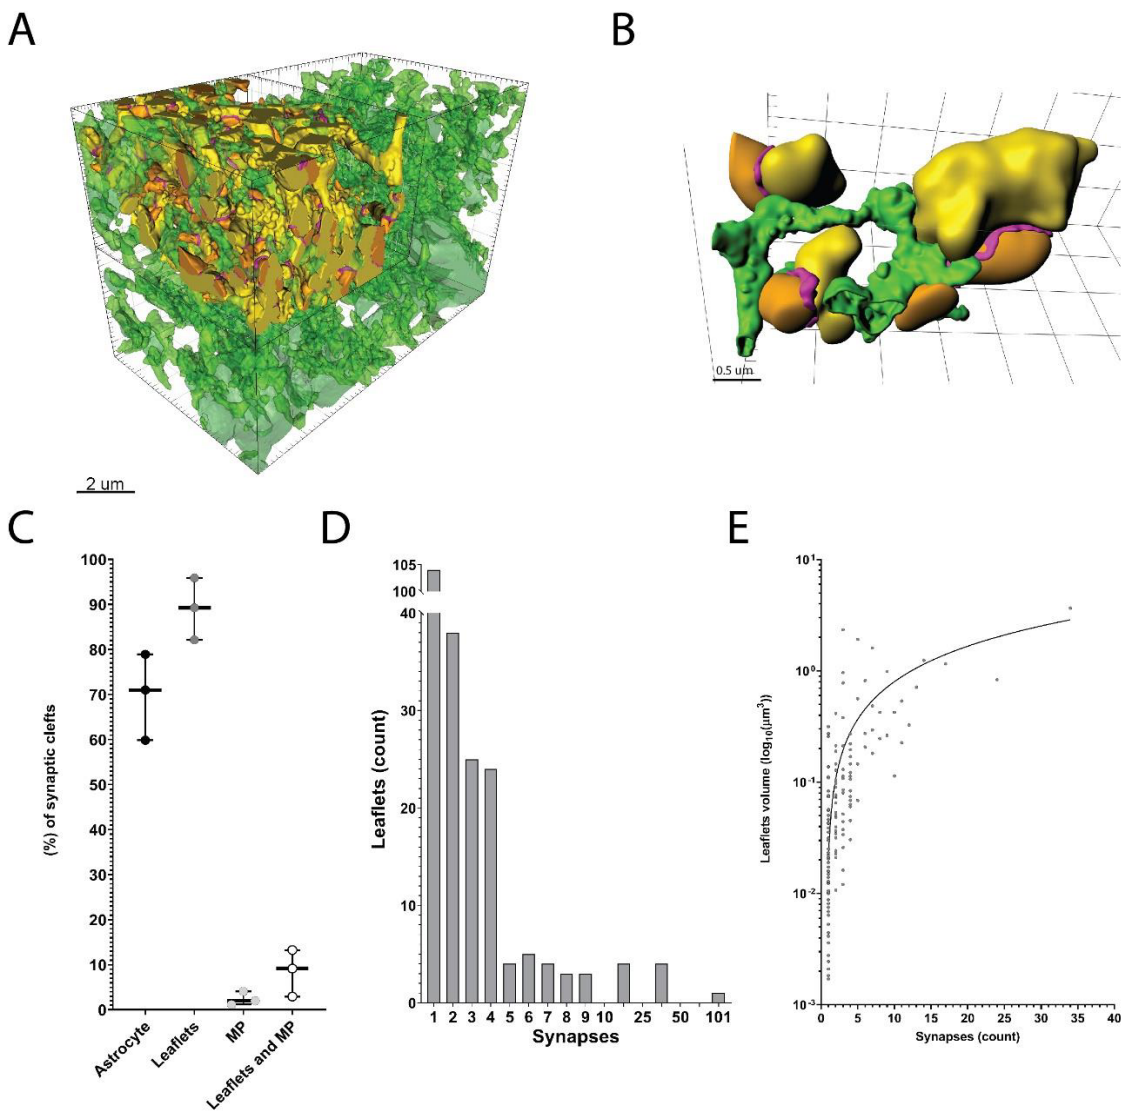 A
B
2 um
0.5 um
C
D
E
(%) of synaptic clefts
100
90
80
70
60
50
40
30
20
10
0
Astrocyte
Leaflets
MP
Leaflets and MP
Leaflets (count)
105
100
40
30
20
10
0
1 2 3 4 5 6 7 8 9 10 25 50 101
Synapses
Leaflets volume (log10(µm³))
10¹
10⁰
10⁻¹
10⁻²
10⁻³
0 5 10 15 20 25 30 35 40
Synapses (count)